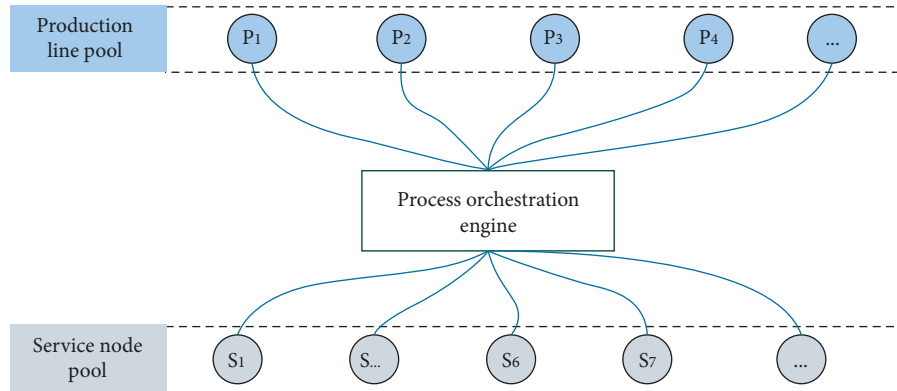 Production
line pool
P1 P2 P3 P4 ...
Process orchestration
engine
Service node
pool
S1 S... S6 S7 ...